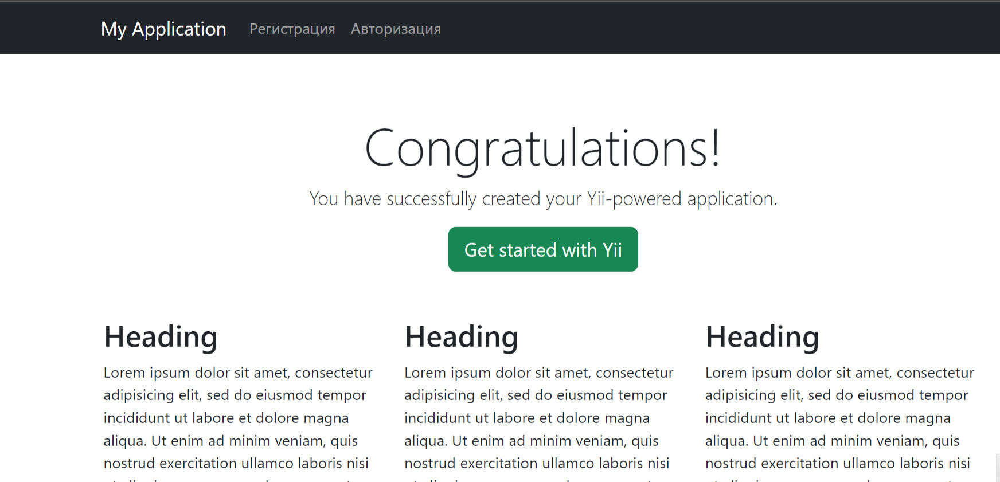 My Application Регистрация Авторизация
Congratulations!
You have successfully created your Yii-powered application.
Get started with Yii
Heading
Lorem ipsum dolor sit amet, consectetur
adipisicing elit, sed do eiusmod tempor
incididunt ut labore et dolore magna
aliqua. Ut enim ad minim veniam, quis
nostrud exercitation ullamco laboris nisi
Heading
Lorem ipsum dolor sit amet, consectetur
adipisicing elit, sed do eiusmod tempor
incididunt ut labore et dolore magna
aliqua. Ut enim ad minim veniam, quis
nostrud exercitation ullamco laboris nisi
Heading
Lorem ipsum dolor sit amet, consectetur
adipisicing elit, sed do eiusmod tempor
incididunt ut labore et dolore magna
aliqua. Ut enim ad minim veniam, quis
nostrud exercitation ullamco laboris nisi